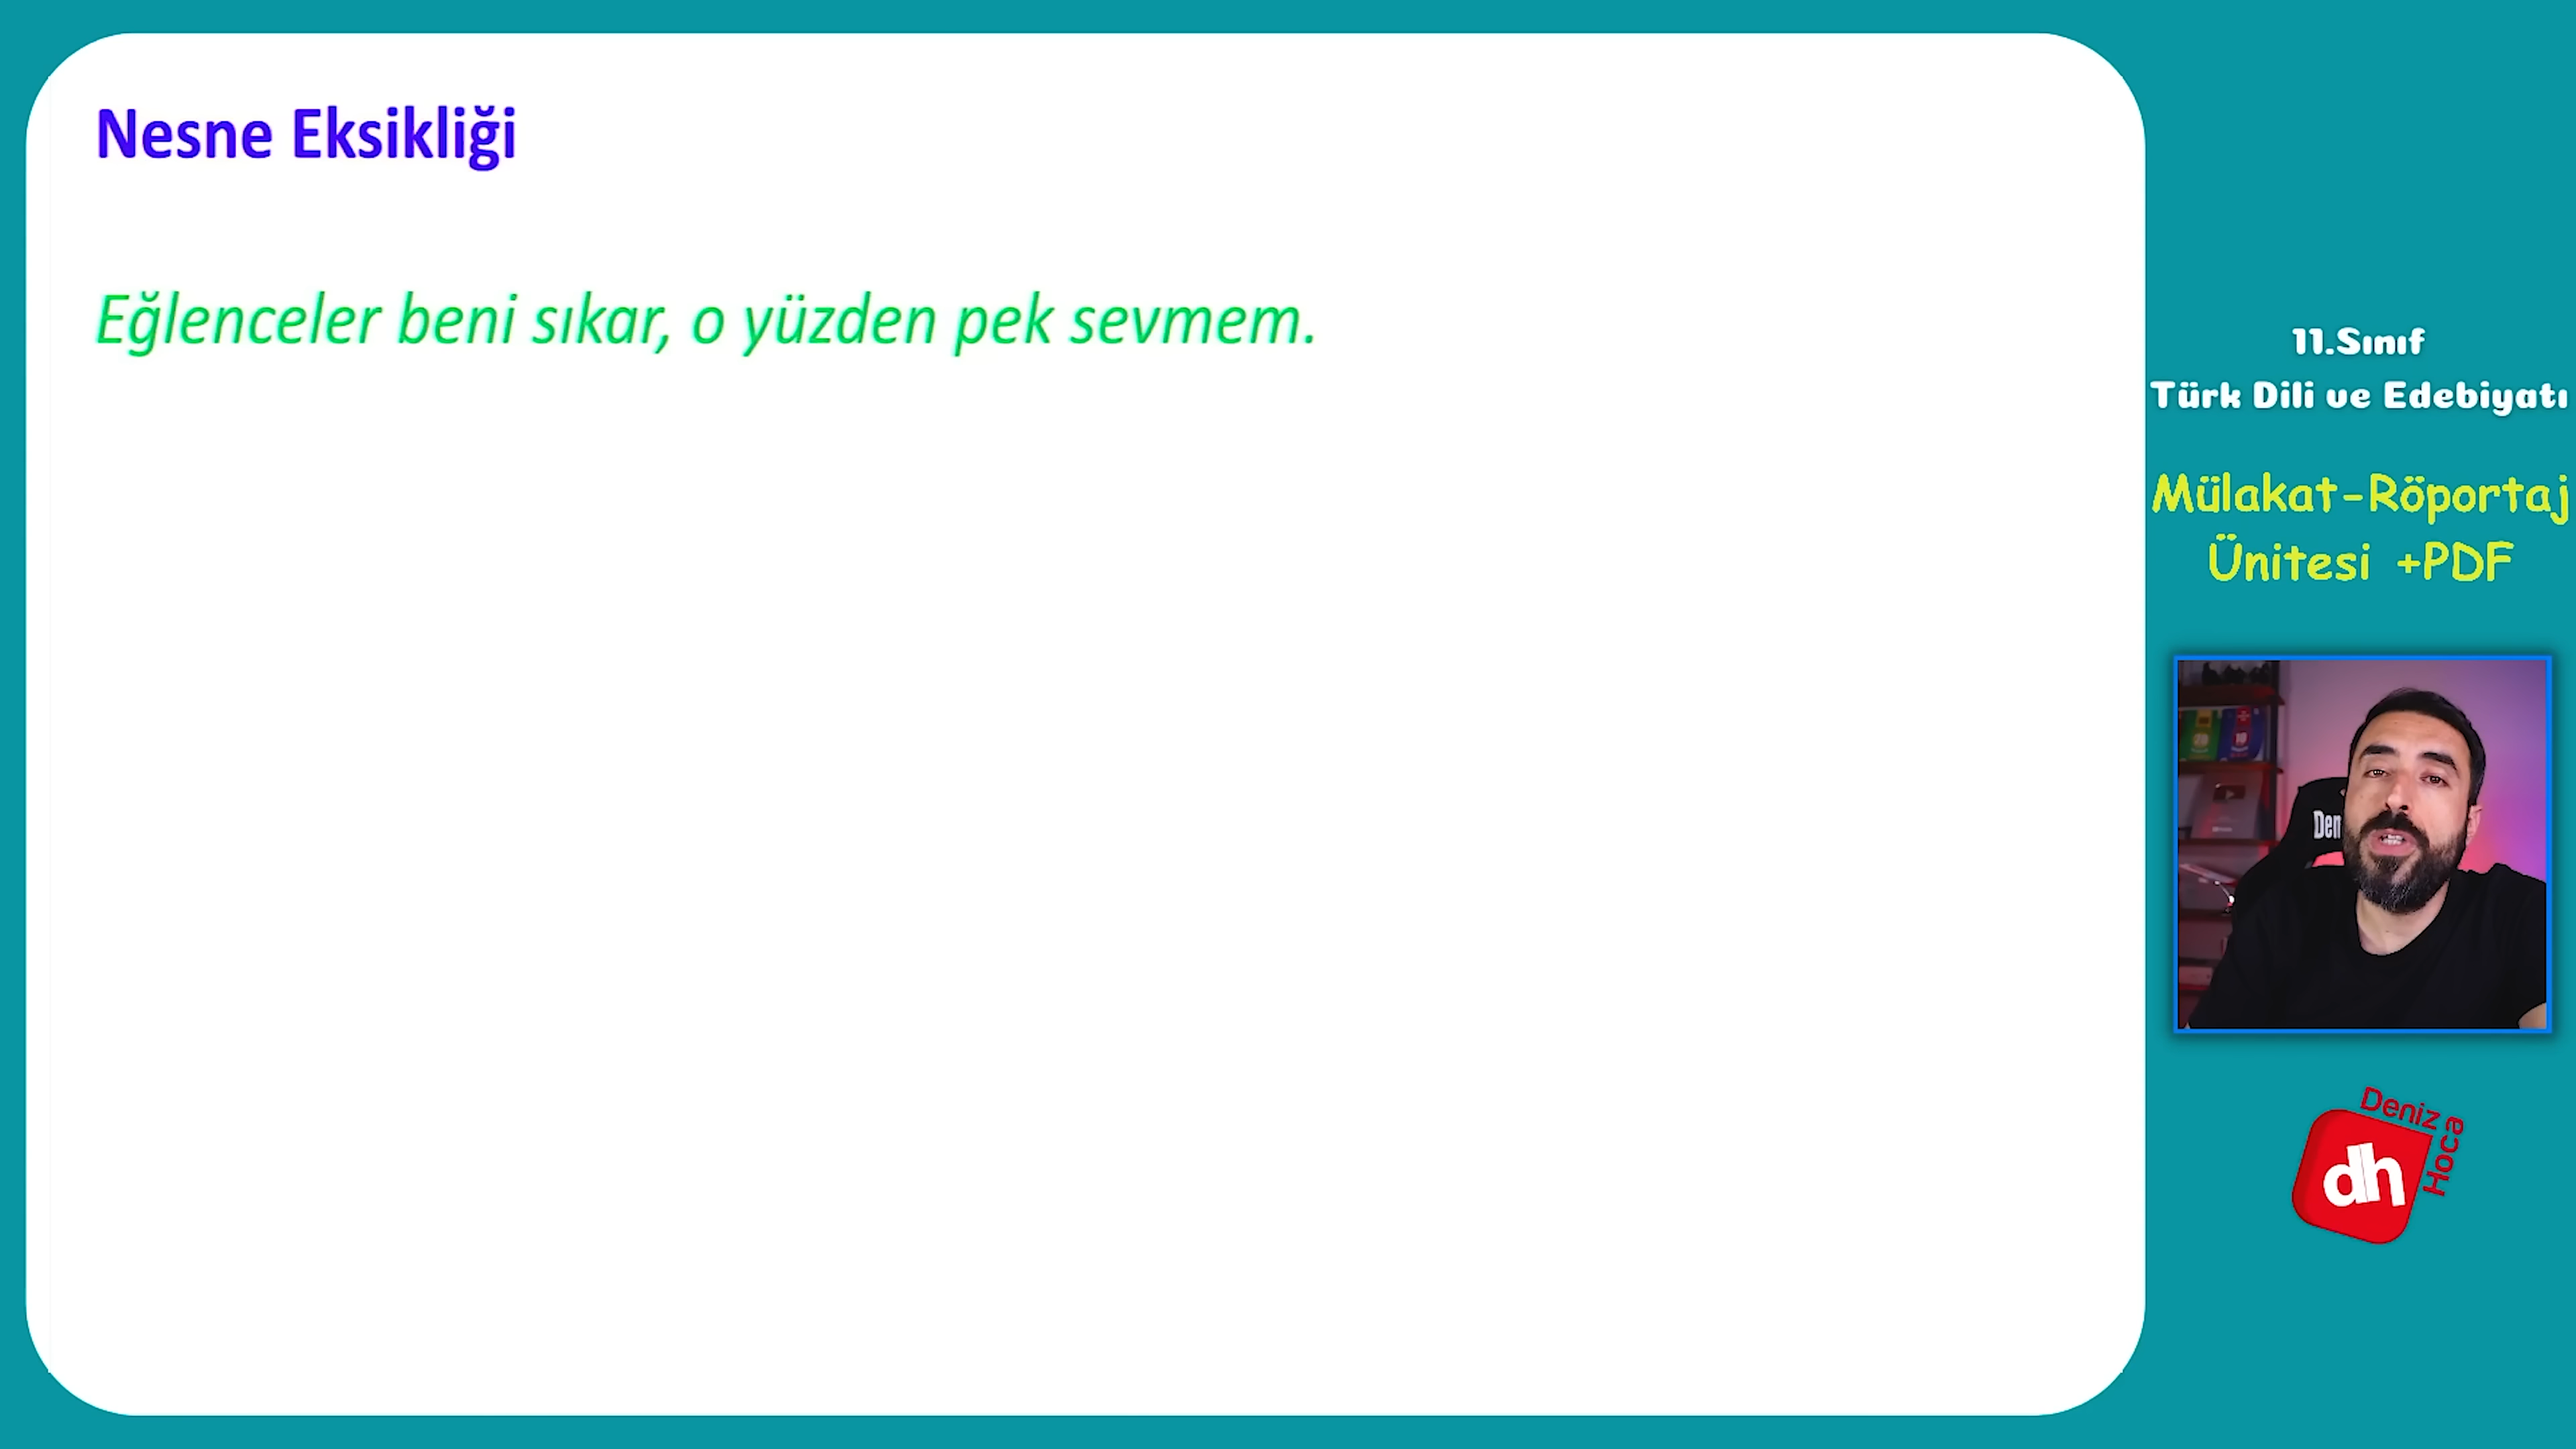 Nesne Eksikliği
Eğlenceler beni sıkar, o yüzden pek sevmem.
11.Sınıf
Türk Dili ve Edebiyatı
Mülakat-Röportaj
Ünitesi +PDF
Den
Deniz
Hoca
dh